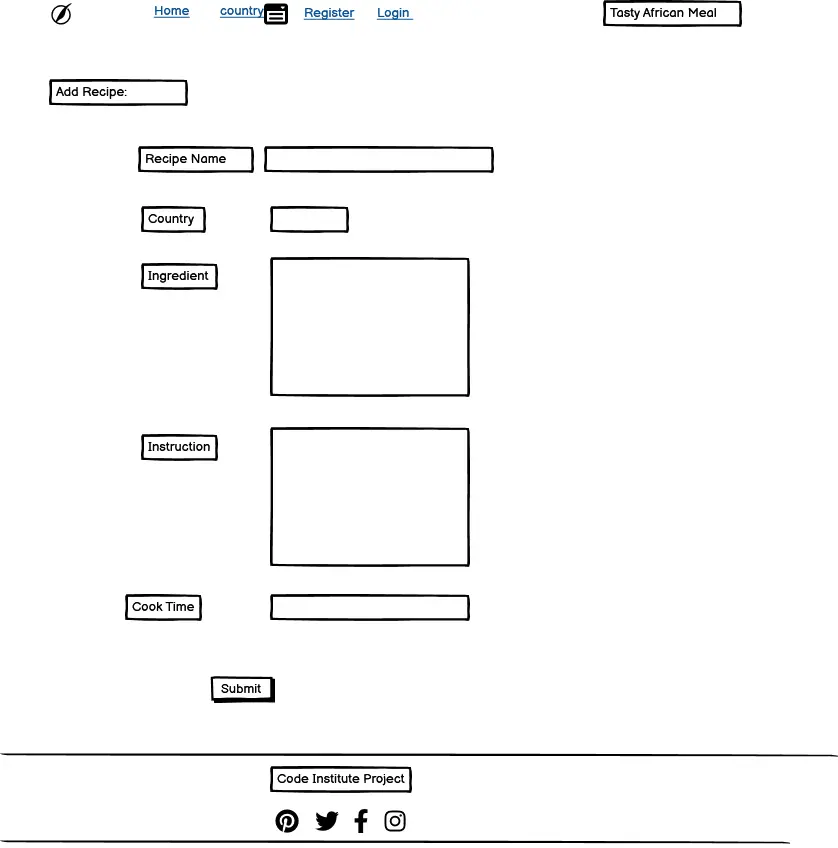 Home country Register Login Tasty African Meal
Add Recipe:
Recipe Name
Country
Ingredient
Instruction
Cook Time
Submit
Code Institute Project